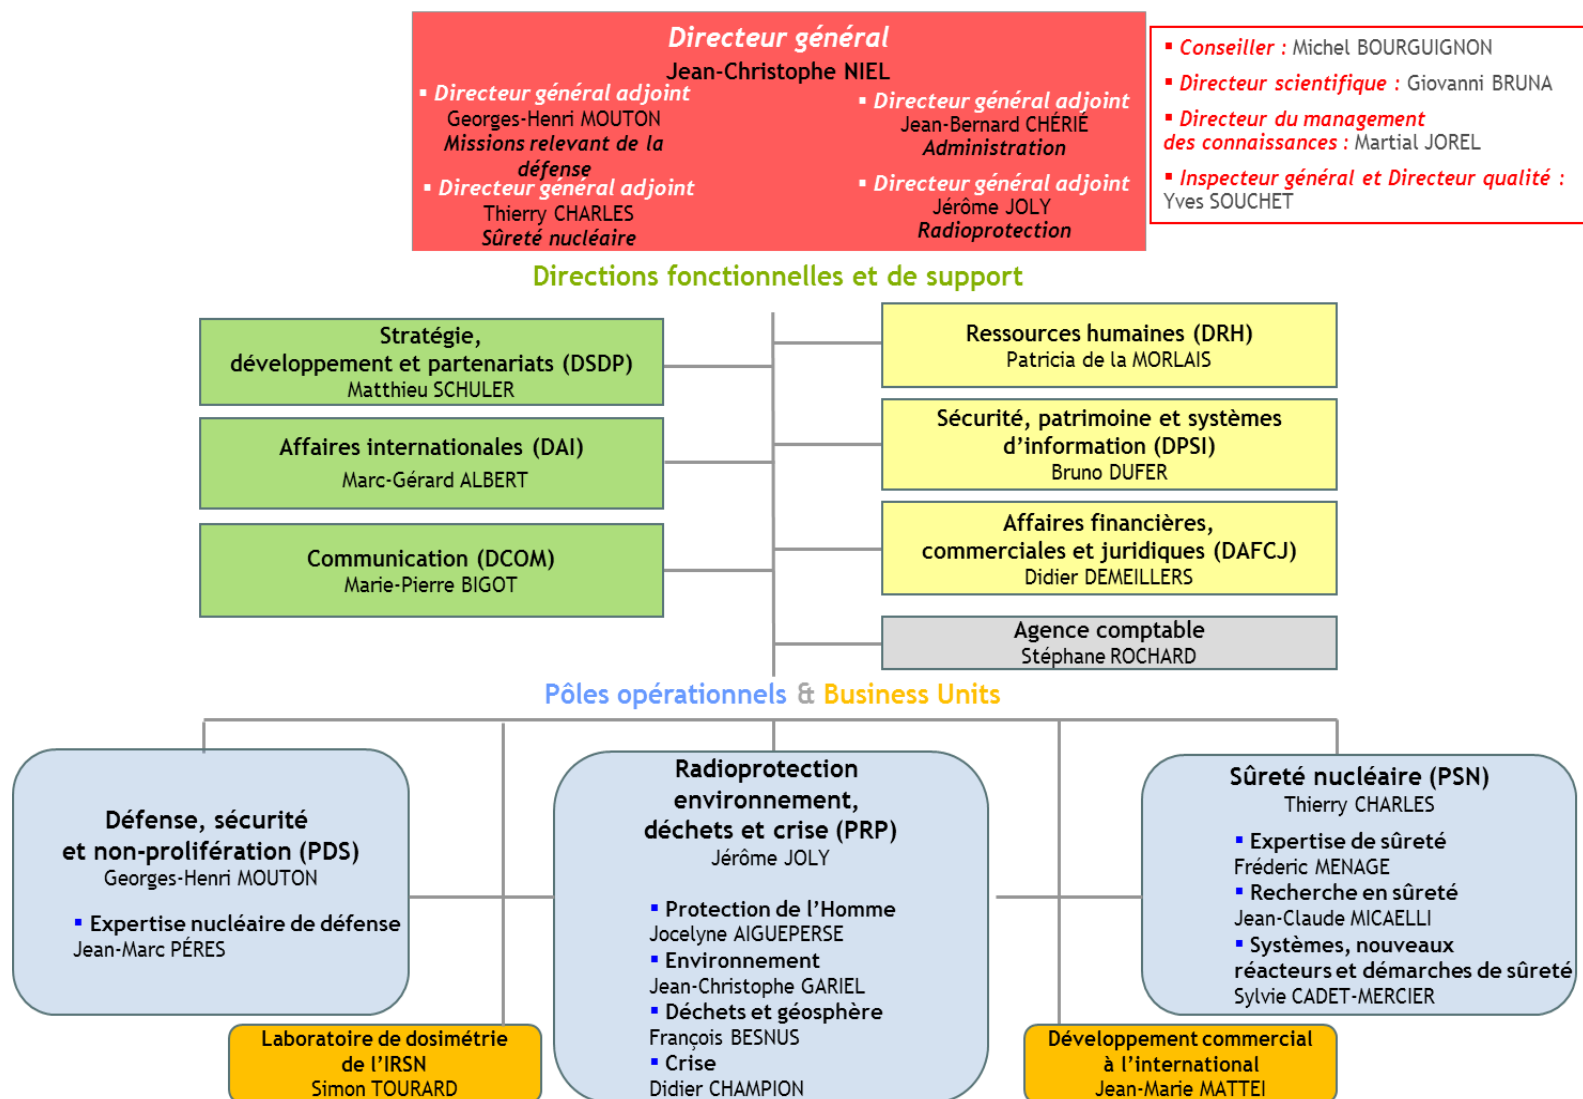 Directeur général
Jean-Christophe NIEL
▪ Directeur général adjoint
Georges-Henri MOUTON
Missions relevant de la
défense
▪ Directeur général adjoint
Thierry CHARLES
Sûreté nucléaire
▪ Directeur général adjoint
Jean-Bernard CHÉRIÉ
Administration
▪ Directeur général adjoint
Jérôme JOLY
Radioprotection
▪ Conseiller : Michel BOURGUIGNON
▪ Directeur scientifique : Giovanni BRUNA
▪ Directeur du management
des connaissances : Martial JOREL
▪ Inspecteur général et Directeur qualité :
Yves SOUCHET
Directions fonctionnelles et de support
Stratégie,
développement et partenariats (DSDP)
Matthieu SCHULER
Affaires internationales (DAI)
Marc-Gérard ALBERT
Communication (DCOM)
Marie-Pierre BIGOT
Ressources humaines (DRH)
Patricia de la MORLAIS
Sécurité, patrimoine et systèmes
d’information (DPSI)
Bruno DUFER
Affaires financières,
commerciales et juridiques (DAFCJ)
Didier DEMEILLERS
Agence comptable
Stéphane ROCHARD
Pôles opérationnels & Business Units
Défense, sécurité
et non-prolifération (PDS)
Georges-Henri MOUTON
▪ Expertise nucléaire de défense
Jean-Marc PÉRES
Radioprotection
environnement,
déchets et crise (PRP)
Jérôme JOLY
▪ Protection de l’Homme
Jocelyne AIGUEPERSE
▪ Environnement
Jean-Christophe GARIEL
▪ Déchets et géosphère
François BESNUS
▪ Crise
Didier CHAMPION
Sûreté nucléaire (PSN)
Thierry CHARLES
▪ Expertise de sûreté
Fréderic MENAGE
▪ Recherche en sûreté
Jean-Claude MICAELLI
▪ Systèmes, nouveaux
réacteurs et démarches de sûreté
Sylvie CADET-MERCIER
Laboratoire de dosimétrie
de l’IRSN
Simon TOURARD
Développement commercial
à l’international
Jean-Marie MATTEI